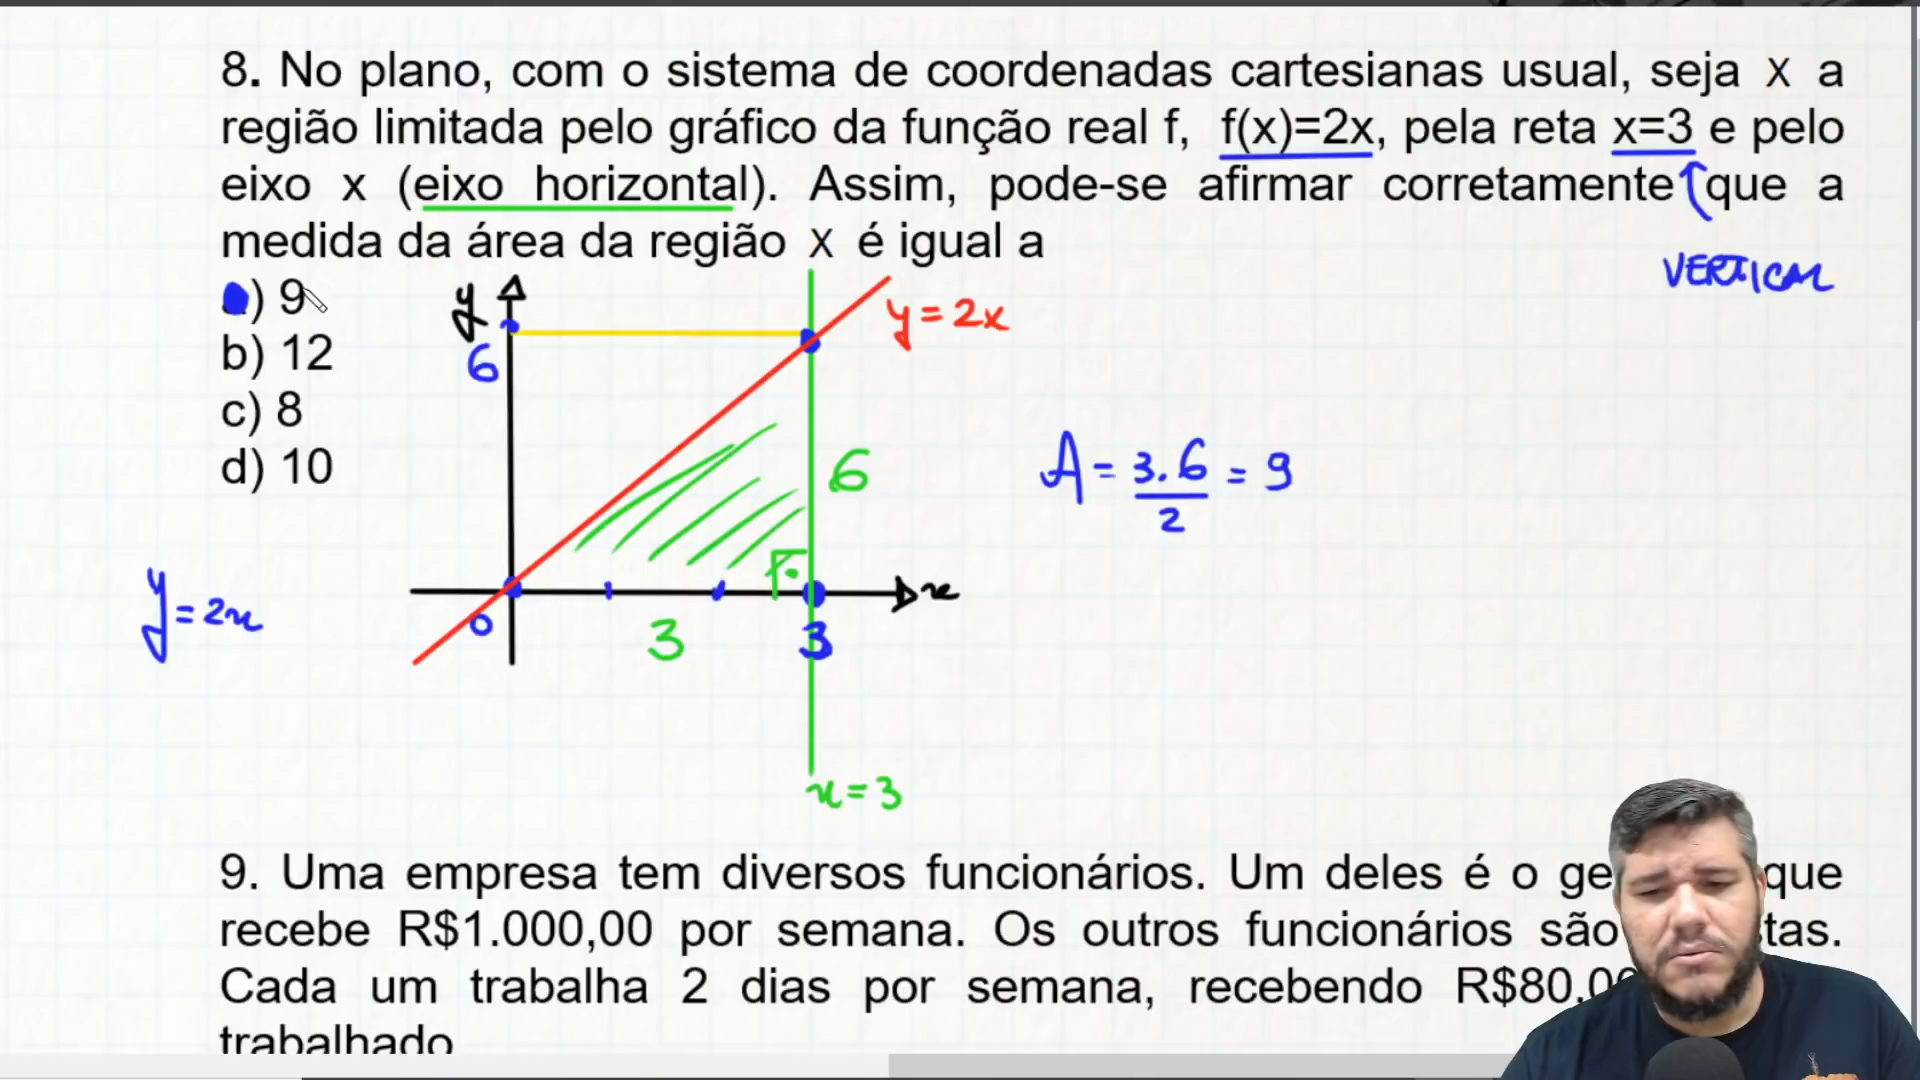 8. No plano, com o sistema de coordenadas cartesianas usual, seja X a
região limitada pelo gráfico da função real f, f(x)=2x, pela reta x=3 e pelo
eixo x (eixo horizontal). Assim, pode-se afirmar corretamente que a
medida da área da região X é igual a
VERTICAL
) 9
b) 12
c) 8
d) 10
y
6
y = 2x
6
A = 3.6 = 9
2
x
y = 2x
0
3
3
x = 3
9. Uma empresa tem diversos funcionários. Um deles é o que
recebe R$1.000,00 por semana. Os outros funcionários são
Cada um trabalha 2 dias por semana, recebendo
trabalhado